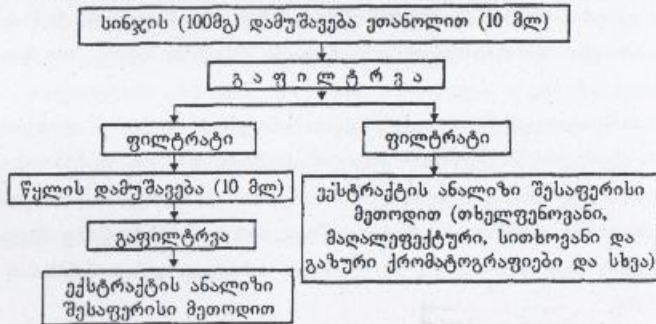 სინჯის (100მგ) დამუშავება ეთანოლით (10 მლ)
გ ა ფ ი ლ ტ რ ვ ა
ფილტრატი
ფილტრატი
წყლის დამუშავება (10 მლ)
გაფილტრვა
ექსტრაქტის ანალიზი
შესაფერისი მეთოდით
ექსტრაქტის ანალიზი შესაფერისი
მეთოდით (თხელფენოვანი,
მაღალეფექტური, სითხოვანი და
გაზური ქრომატოგრაფიები და სხვა)